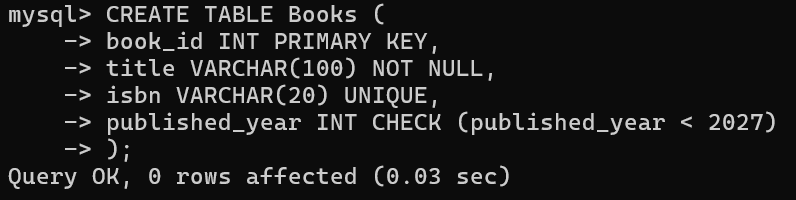 mysql> CREATE TABLE Books (
    -> book_id INT PRIMARY KEY,
    -> title VARCHAR(100) NOT NULL,
    -> isbn VARCHAR(20) UNIQUE,
    -> published_year INT CHECK (published_year < 2027)
    -> );
Query OK, 0 rows affected (0.03 sec)